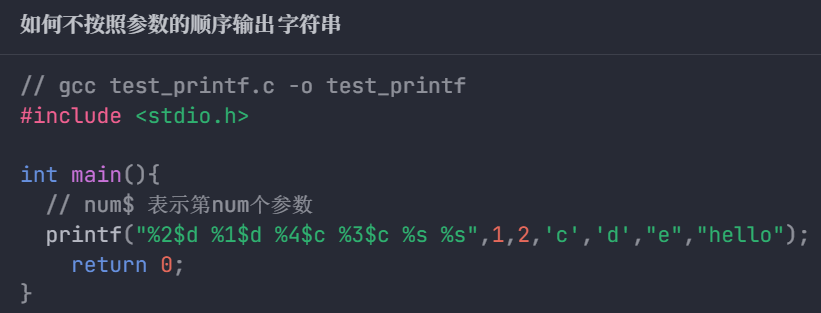 如何不按照参数的顺序输出字符串
// gcc test_printf.c -o test_printf
#include <stdio.h>
int main(){
// num$ 表示第num个参数
printf("%2$d %1$d %4$c %3$c %s %s",1,2,'c','d',"e","hello");
return 0;
}